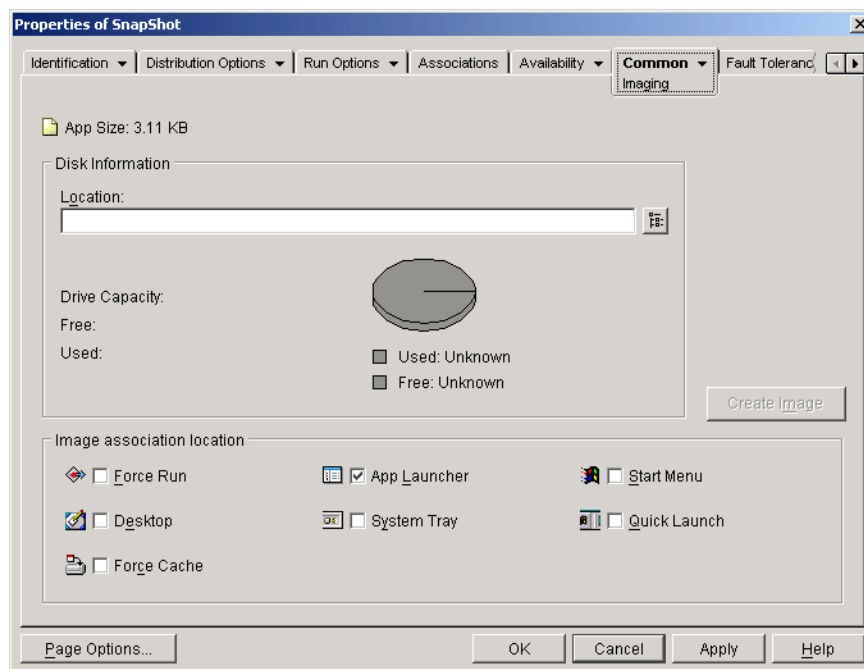 Properties of SnapShot
Identification Distribution Options Run Options Associations Availability Common Fault Toleranc
Imaging
App Size: 3.11 KB
Disk Information
Location:
Drive Capacity:
Free:
Used:
Used: Unknown
Free: Unknown
Create Image
Image association location
Force Run App Launcher Start Menu
Desktop System Tray Quick Launch
Force Cache
Page Options... OK Cancel Apply Help